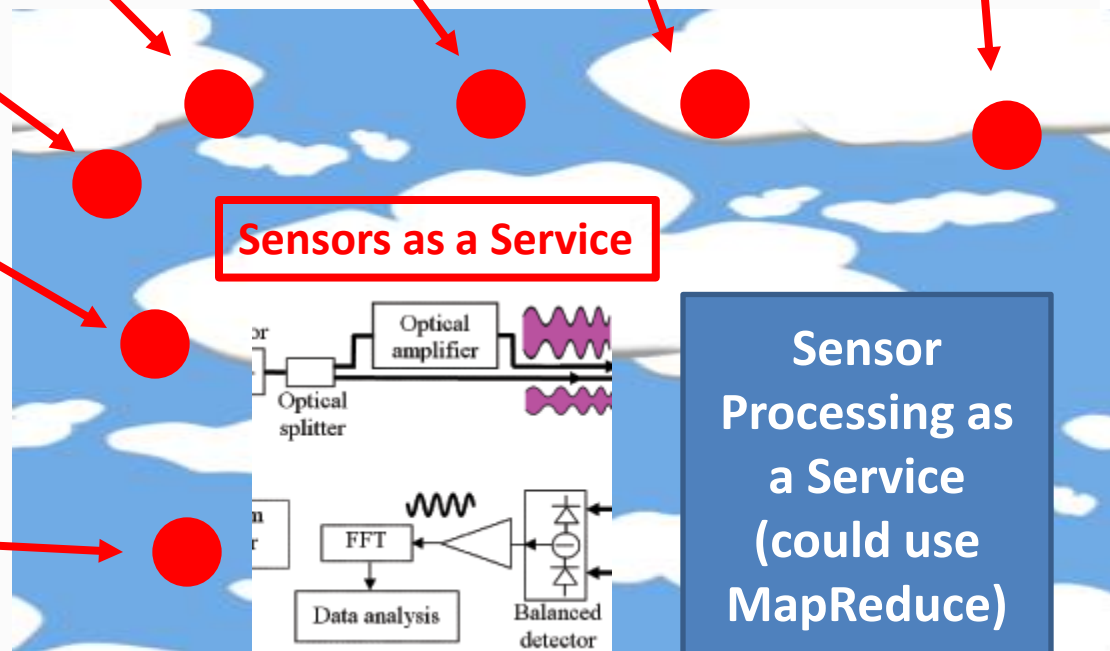 Sensors as a Service
Optical
amplifier
or
Optical
splitter
FFT
Data analysis
Balanced
detector
Sensor
Processing as
a Service
(could use
MapReduce)